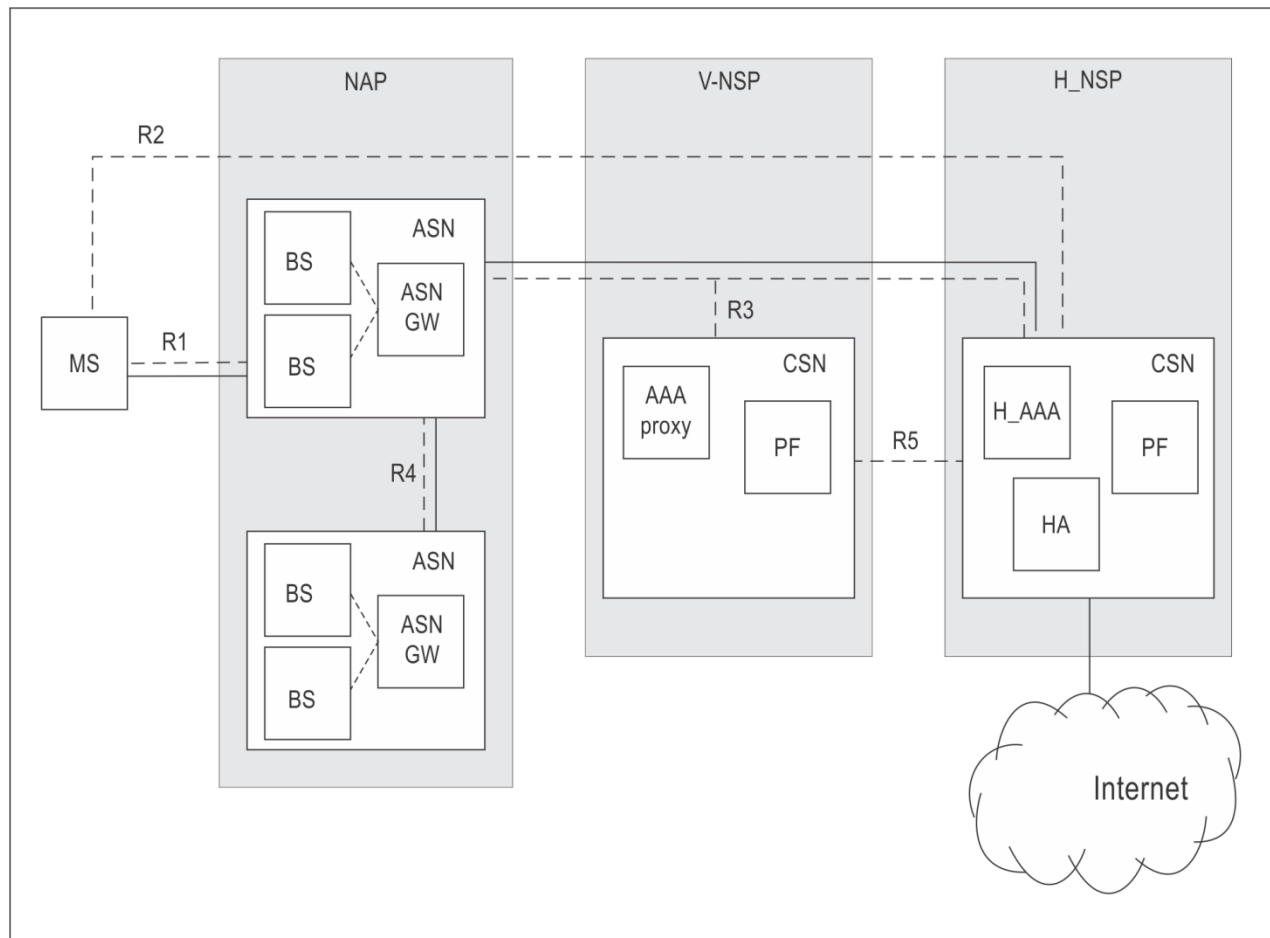 NAP
V-NSP
H_NSP
R2
ASN
BS
ASN
GW
BS
MS
R1
R3
CSN
AAA
proxy
PF
R5
CSN
H_AAA
PF
HA
R4
ASN
BS
ASN
GW
BS
Internet